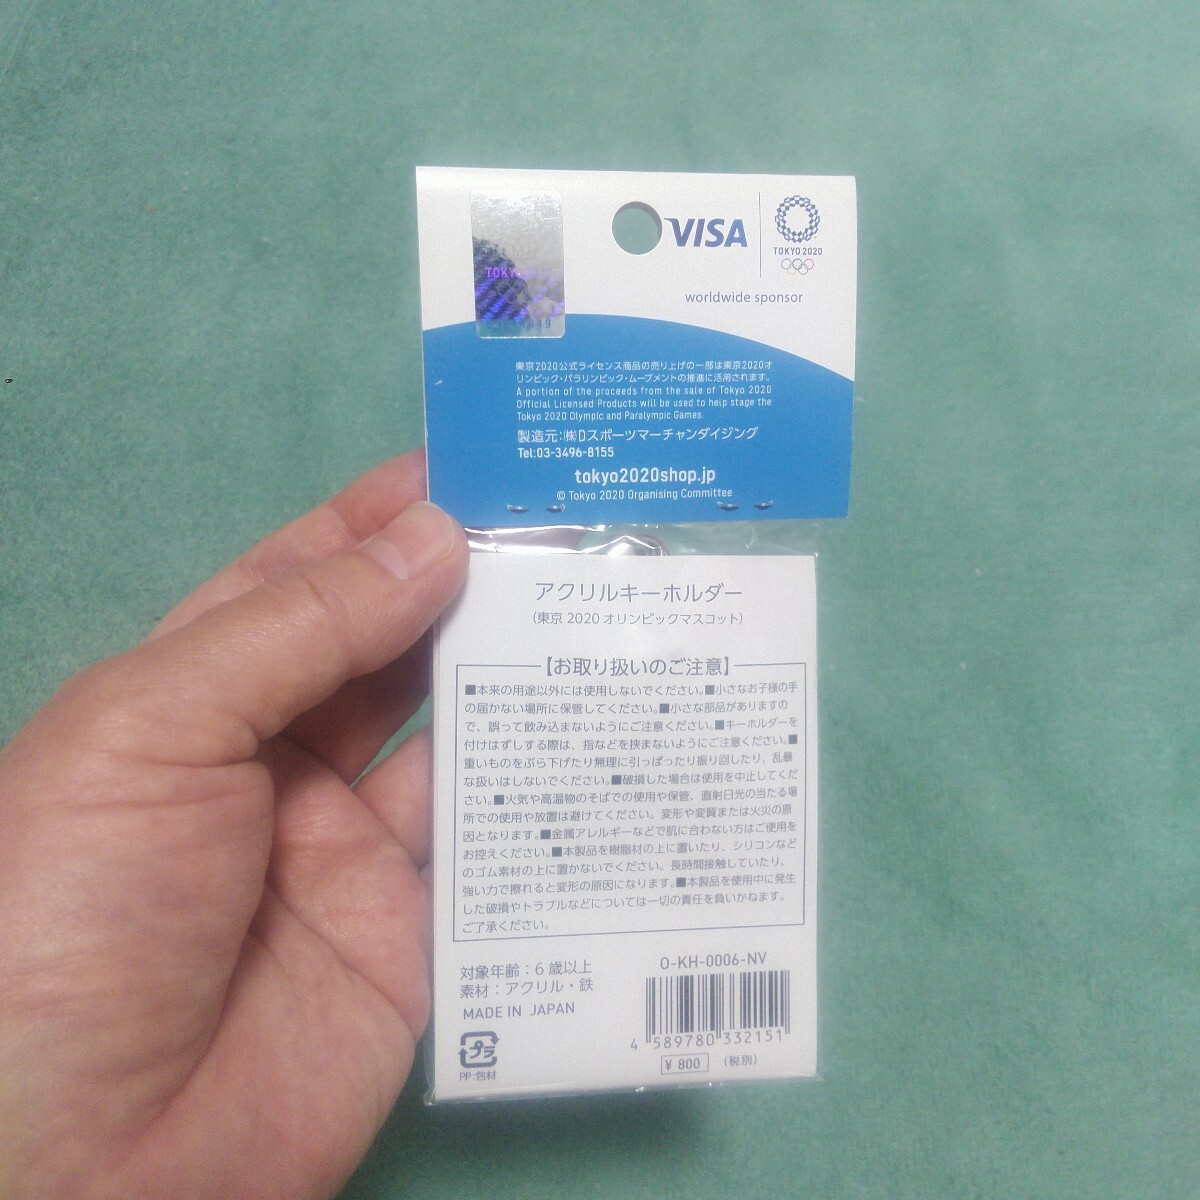 VISA
TOKYO 2020
worldwide sponsor
東京2020公式ライセンス商品の売り上げの一部は東京2020オ
リンピック・パラリンピック・ムーブメントの推進に活用されます。
A portion of the proceeds from the sale of Tokyo 2020
Official Licensed Products will be used to help stage the
Tokyo 2020 Olympic and Paralympic Games.
製造元:㈱Dスポーツマーチャンダイジング
Tel:03-3496-8155
tokyo2020shop.jp
© Tokyo 2020 Organising Committee
アクリルキーホルダー
(東京 2020 オリンピックマスコット)
【お取り扱いのご注意】
■本来の用途以外には使用しないでください。■小さなお子様の手
の届かない場所に保管してください。■小さな部品がありますの
で、誤って飲み込まないようにご注意ください。■キーホルダーを
付けはずしする際は、指などを挟まないようにご注意ください。■
重いものをぶら下げたり無理に引っぱったり振り回したり、乱暴
な扱いはしないでください。■破損した場合は使用を中止してくだ
さい。■火気や高温物のそばでの使用や保管、直射日光の当たる場
所での使用や放置は避けてください。変形や変質または火災の原
因となります。■金属アレルギーなどで肌に合わない方はご使用を
お控えください。■本製品を樹脂材の上に置いたり、シリコンなど
のゴム素材の上に置かないでください。長時間接触していたり、
強い力で擦れると変形の原因になります。■本製品を使用中に発生
した破損やトラブルなどについては一切の責任を負いかねます。
ご了承ください。
対象年齢：6 歳以上
素材：アクリル・鉄
MADE IN JAPAN
プラ
PP:包材
O-KH-0006-NV
4 589780 332151
¥ 800 (税別)